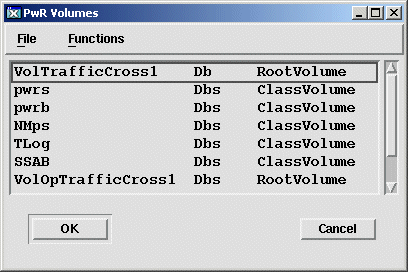 PwR Volumes
File Functions
VolTrafficCross1 Db RootVolume
pwrs Dbs ClassVolume
pwrb Dbs ClassVolume
NMps Dbs ClassVolume
TLog Dbs ClassVolume
SSAB Dbs ClassVolume
VolOpTrafficCross1 Dbs RootVolume
OK Cancel